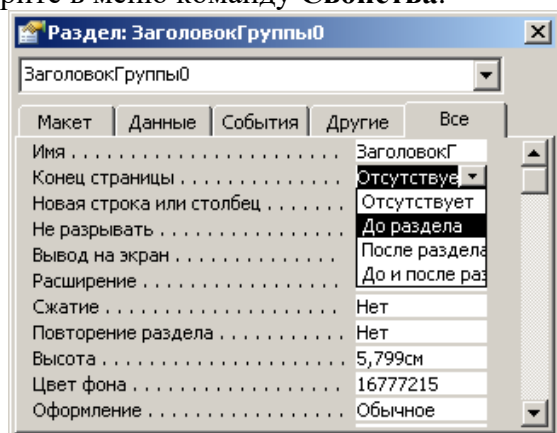 рите в меню команду Свойства.
Раздел: ЗаголовокГруппы0
ЗаголовокГруппы0
Макет Данные События Другие Все
Имя ЗаголовокГ
Конец страницы Отсутствуе
Новая строка или столбец Отсутствует
Не разрывать До раздела
Вывод на экран После раздела
Расширение До и после раз
Сжатие Нет
Повторение раздела Нет
Высота 5,799см
Цвет фона 16777215
Оформление Обычное